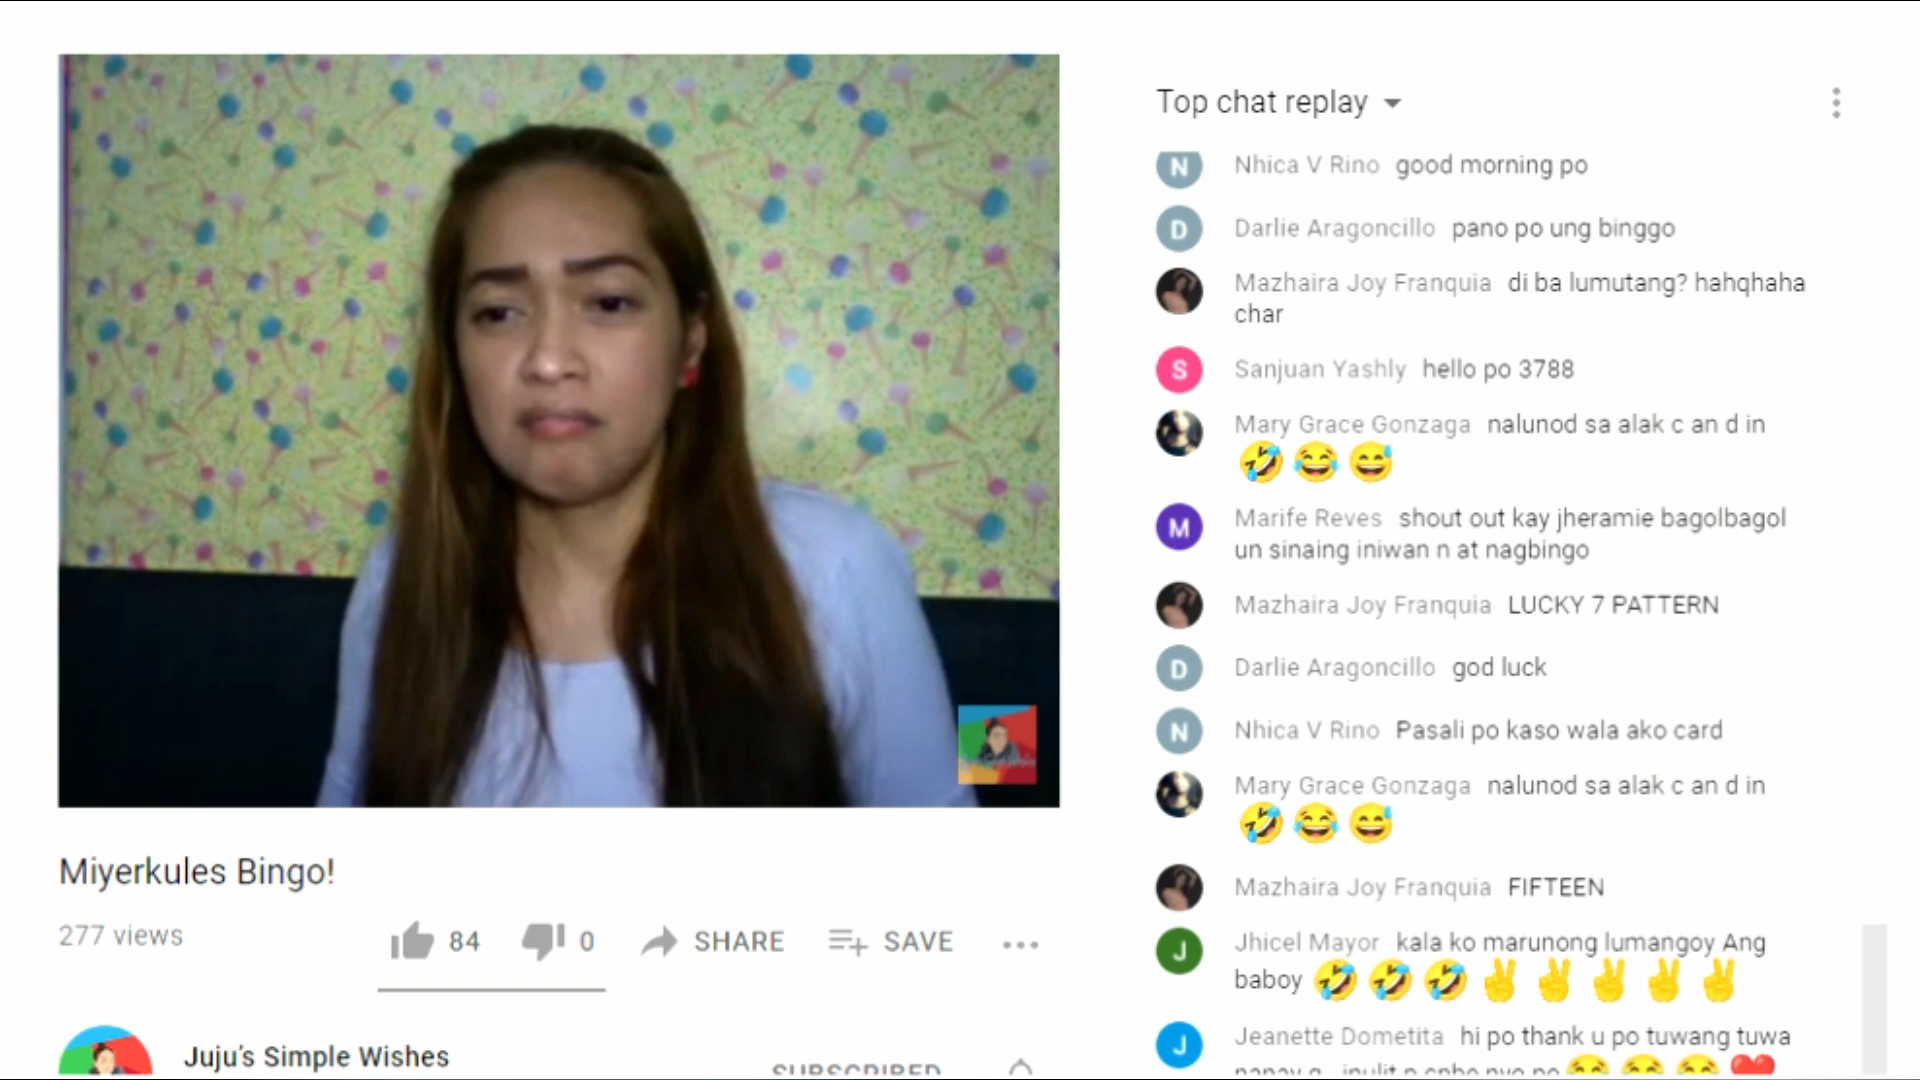 Top chat replay
N Nhica V Rino good morning po
D Darlie Aragoncillo pano po ung binggo
Mazhaira Joy Franquia di ba lumutang? hahqhaha
char
S Sanjuan Yashly hello po 3788
Mary Grace Gonzaga nalunod sa alak c an d in
🤣😂😅
M Marife Reves shout out kay jheramie bagolbagol
un sinaing iniwan n at nagbingo
Mazhaira Joy Franquia LUCKY 7 PATTERN
D Darlie Aragoncillo god luck
N Nhica V Rino Pasali po kaso wala ako card
Mary Grace Gonzaga nalunod sa alak c an d in
🤣😂😅
Mazhaira Joy Franquia FIFTEEN
J Jhicel Mayor kala ko marunong lumangoy Ang
baboy 🤣🤣🤣✌✌✌✌✌
J Jeanette Dometita hi po thank u po tuwang tuwa
Miyerkules Bingo!
277 views
84 0 SHARE SAVE
Juju's Simple Wishes
SUBSCRIBED